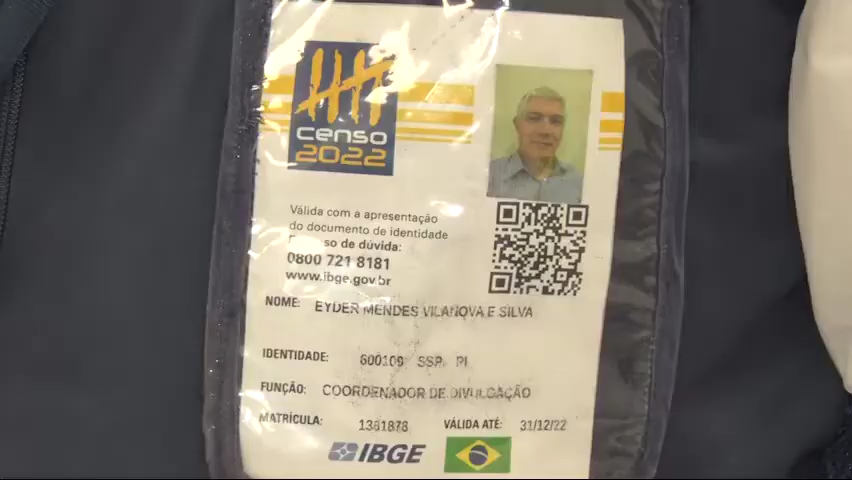 censo
2022
Válida com a apresentação
do documento de identidade
so de dúvida:
0800 721 8181
www.ibge.gov.br
NOME: EYDER MENDES VILANOVA E SILVA
IDENTIDADE: 600109 SSP PI
FUNÇÃO: COORDENADOR DE DIVULGAÇÃO
MATRÍCULA: 1381878 VÁLIDA ATÉ: 31/12/22
IBGE